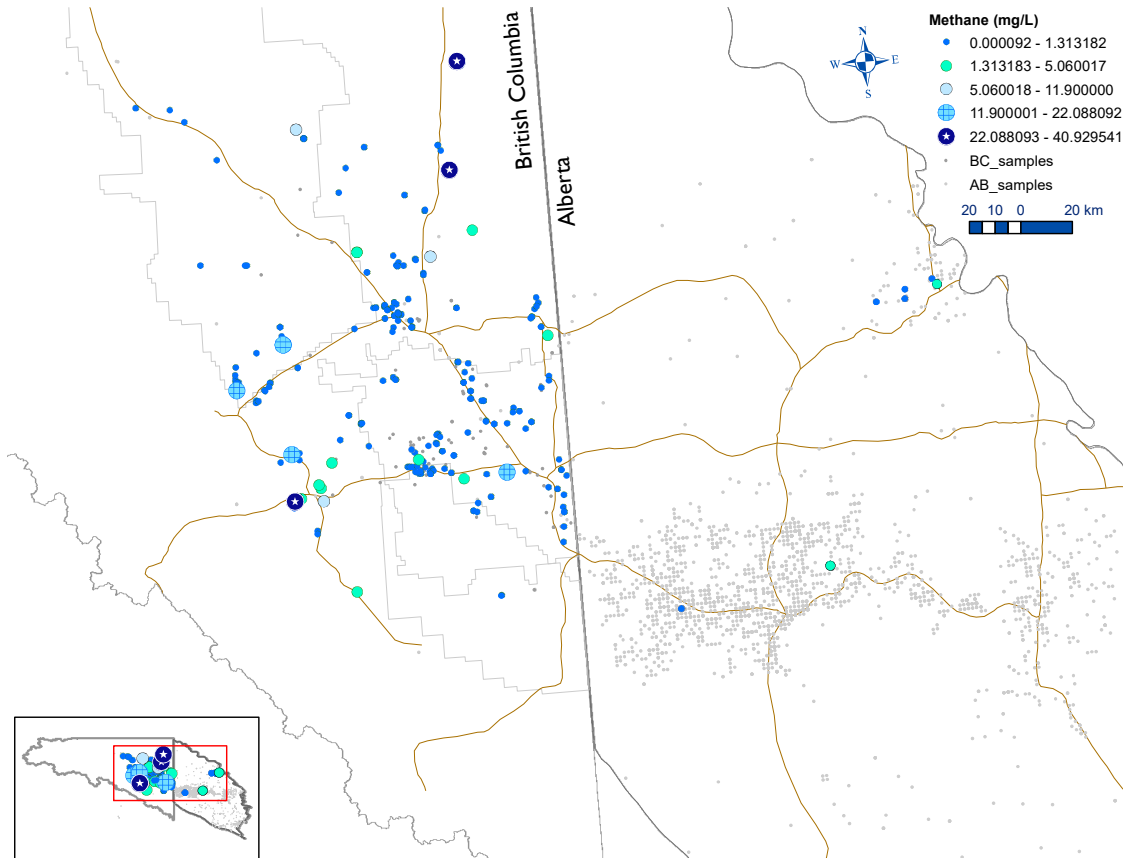 Methane (mg/L)
0.000092 - 1.313182
1.313183 - 5.060017
5.060018 - 11.900000
11.900001 - 22.088092
22.088093 - 40.929541
BC_samples
AB_samples
20 10 0 20 km
N
W E
S
British Columbia
Alberta